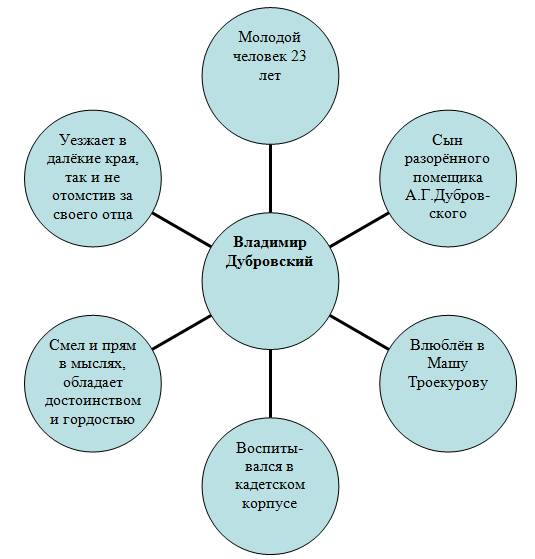 Молодой
человек 23
лет
Уезжает в
далёкие края,
так и не
отомстив за
своего отца
Сын
разорённого
помещика
А.Г.Дубров-
ского
Владимир
Дубровский
Смел и прям
в мыслях,
обладает
достоинством
и гордостью
Влюблён в
Машу
Троекурову
Воспиты-
вался в
кадетском
корпусе